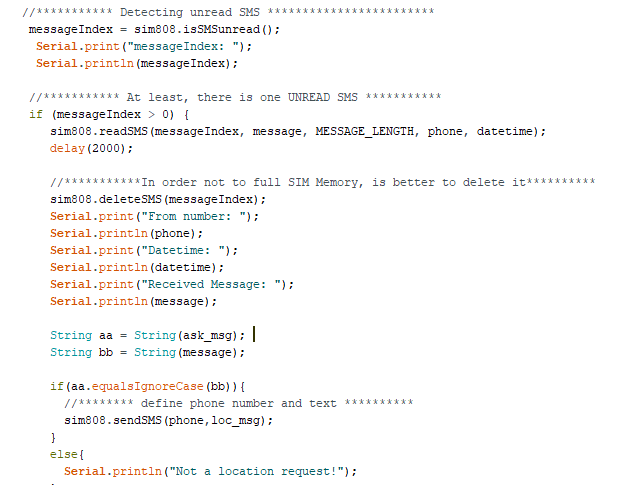 //*********** Detecting unread SMS ************************
messageIndex = sim808.isSMSunread();
Serial.print("messageIndex: ");
Serial.println(messageIndex);
//*********** At least, there is one UNREAD SMS ***********
if (messageIndex > 0) {
sim808.readSMS(messageIndex, message, MESSAGE_LENGTH, phone, datetime);
delay(2000);
//***********In order not to full SIM Memory, is better to delete it**********
sim808.deleteSMS(messageIndex);
Serial.print("From number: ");
Serial.println(phone);
Serial.print("Datetime: ");
Serial.println(datetime);
Serial.print("Received Message: ");
Serial.println(message);
String aa = String(ask_msg);
String bb = String(message);
if(aa.equalsIgnoreCase(bb)){
//******** define phone number and text **********
sim808.sendSMS(phone,loc_msg);
}
else{
Serial.println("Not a location request!");